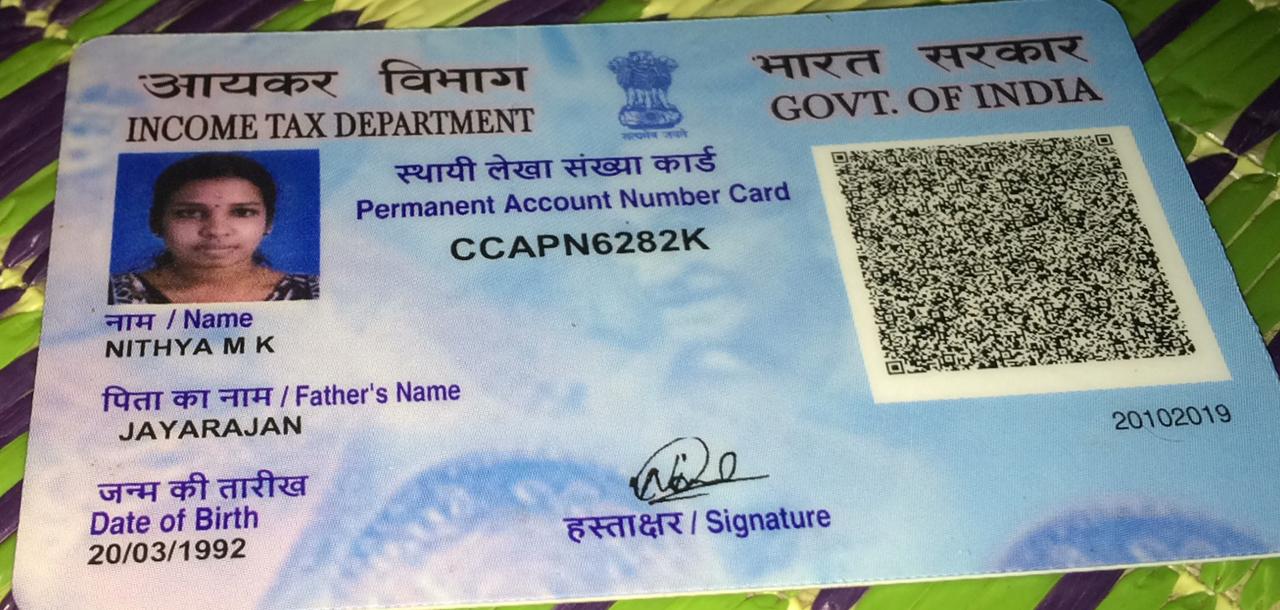 आयकर विभाग
INCOME TAX DEPARTMENT
भारत सरकार
GOVT. OF INDIA
सत्यमेव जयते
स्थायी लेखा संख्या कार्ड
Permanent Account Number Card
CCAPN6282K
नाम / Name
NITHYA M K
पिता का नाम / Father's Name
JAYARAJAN
जन्म की तारीख
Date of Birth
20/03/1992
हस्ताक्षर / Signature
20102019